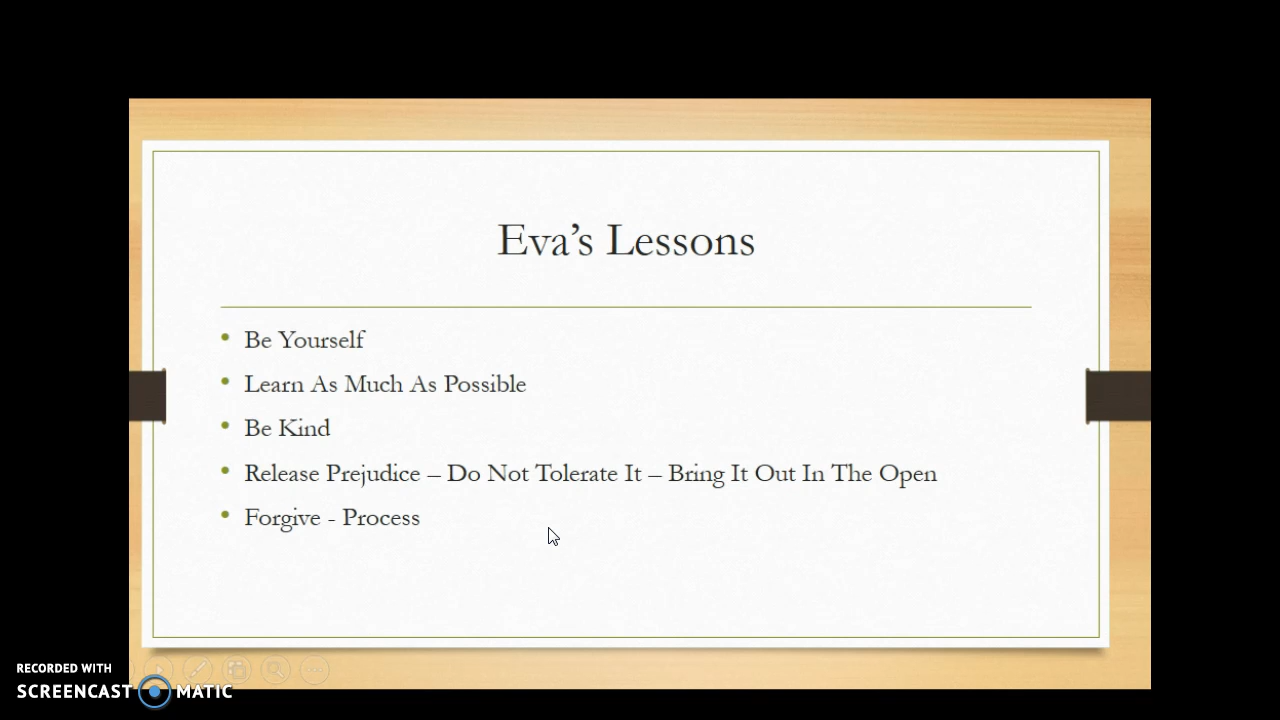 Eva’s Lessons
• Be Yourself
• Learn As Much As Possible
• Be Kind
• Release Prejudice – Do Not Tolerate It – Bring It Out In The Open
• Forgive - Process
RECORDED WITH
SCREENCAST MATIC